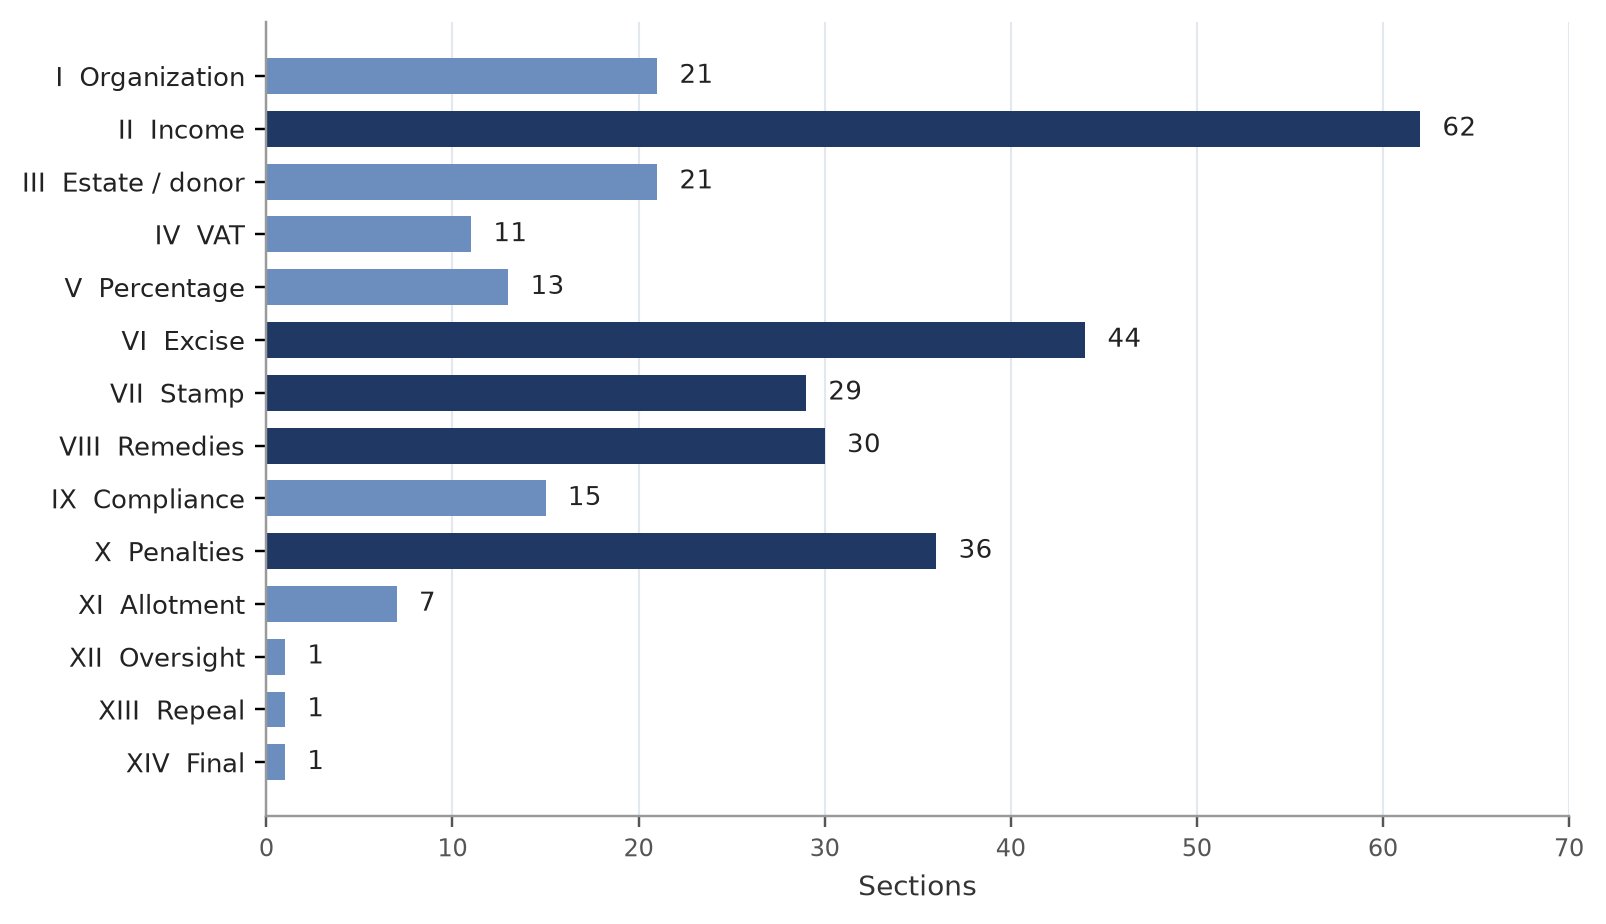 I Organization 21
II Income 62
III Estate / donor 21
IV VAT 11
V Percentage 13
VI Excise 44
VII Stamp 29
VIII Remedies 30
IX Compliance 15
X Penalties 36
XI Allotment 7
XII Oversight 1
XIII Repeal 1
XIV Final 1
0 10 20 30 40 50 60 70
Sections